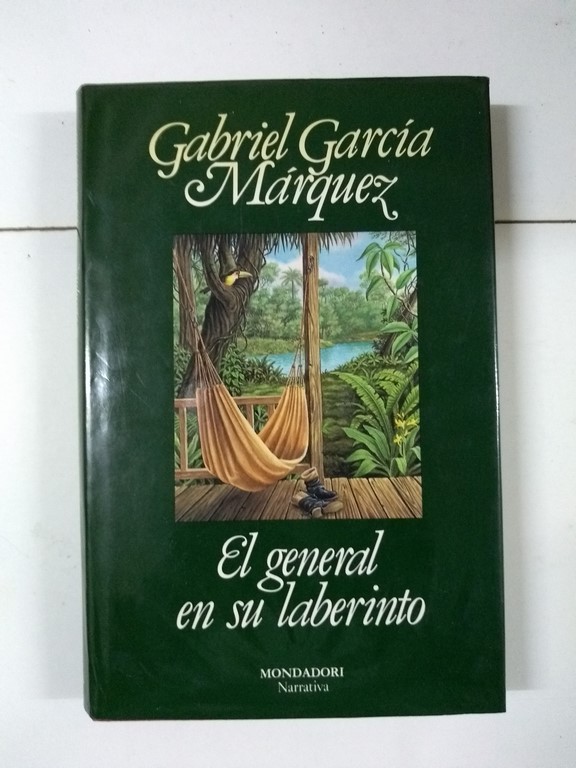 Gabriel García
Márquez
El general
en su laberinto
MONDADORI
Narrativa